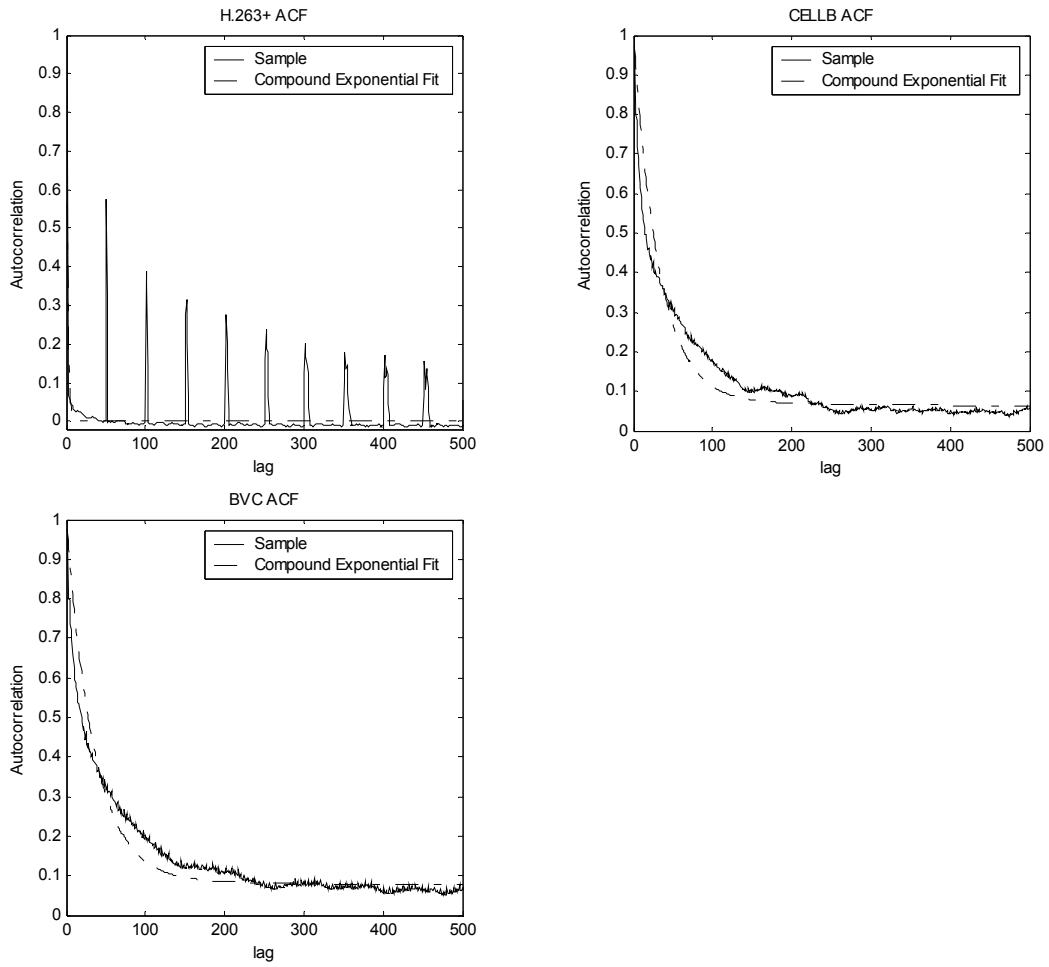 H.263+ ACF
Sample
Compound Exponential Fit
1
0.9
0.8
0.7
0.6
0.5
0.4
0.3
0.2
0.1
0
Autocorrelation
0 100 200 300 400 500
lag
CELLB ACF
Sample
Compound Exponential Fit
1
0.9
0.8
0.7
0.6
0.5
0.4
0.3
0.2
0.1
0
Autocorrelation
0 100 200 300 400 500
lag
BVC ACF
Sample
Compound Exponential Fit
1
0.9
0.8
0.7
0.6
0.5
0.4
0.3
0.2
0.1
0
Autocorrelation
0 100 200 300 400 500
lag